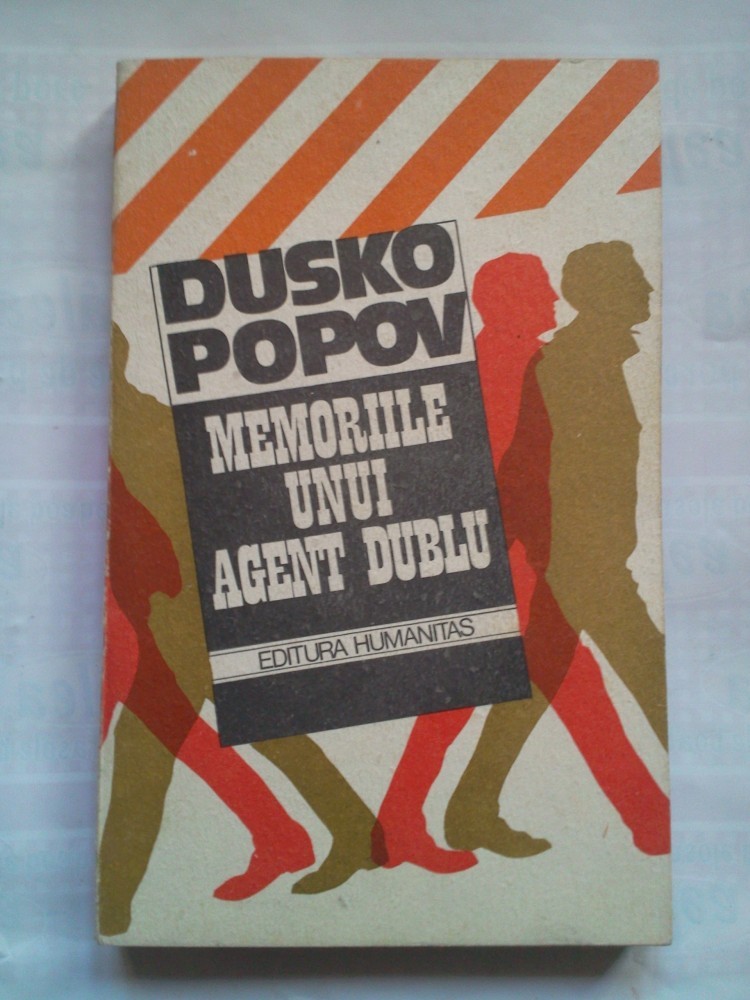 DUSKO
POPOV
MEMORIILE
UNUI
AGENT DUBLU
EDITURA HUMANITAS